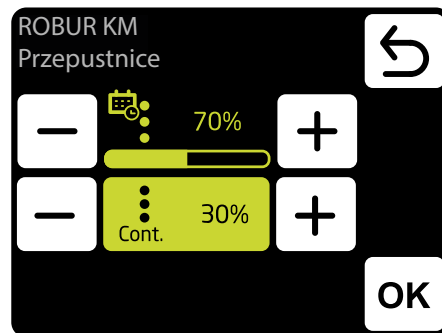 ROBUR KM
Przepustnice
70%
Cont. 30%
OK